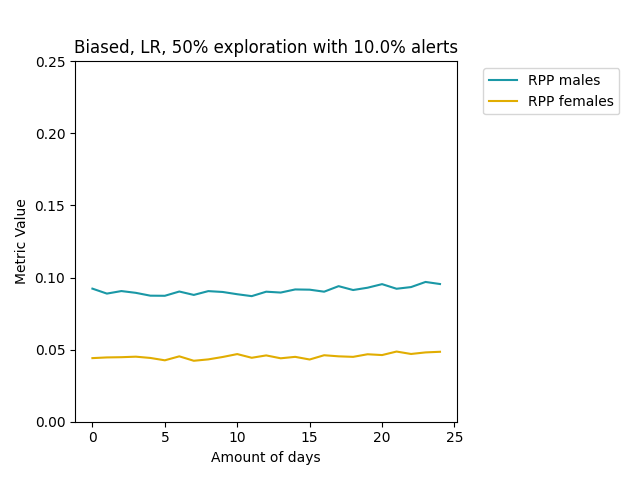 Biased, LR, 50% exploration with 10.0% alerts
RPP males
RPP females
Metric Value
0.25
0.20
0.15
0.10
0.05
0.00
0 5 10 15 20 25
Amount of days